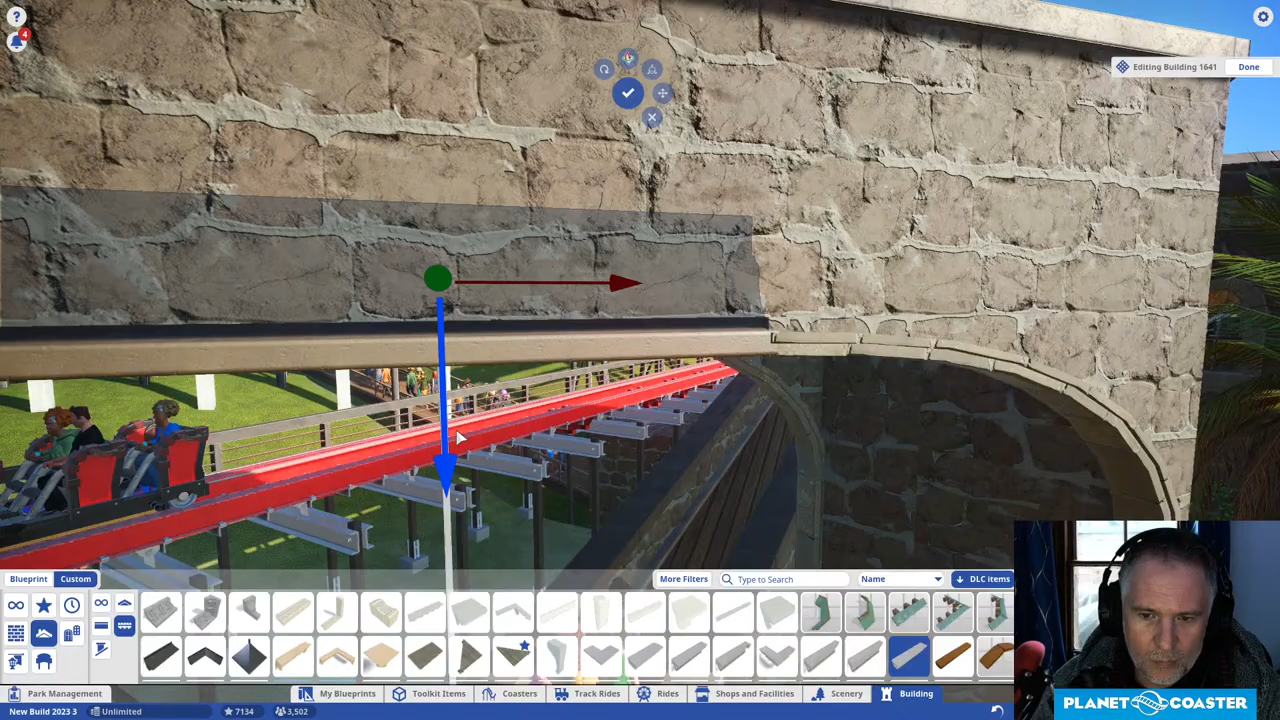 ?
4
Editing Building 1641
Done
Blueprint
Custom
More Filters
Type to Search
Name
DLC items
Park Management
My Blueprints
Toolkit Items
Coasters
Track Rides
Rides
Shops and Facilities
Scenery
Building
New Build 2023 3
Unlimited
7134
3,502
PLANET COASTER